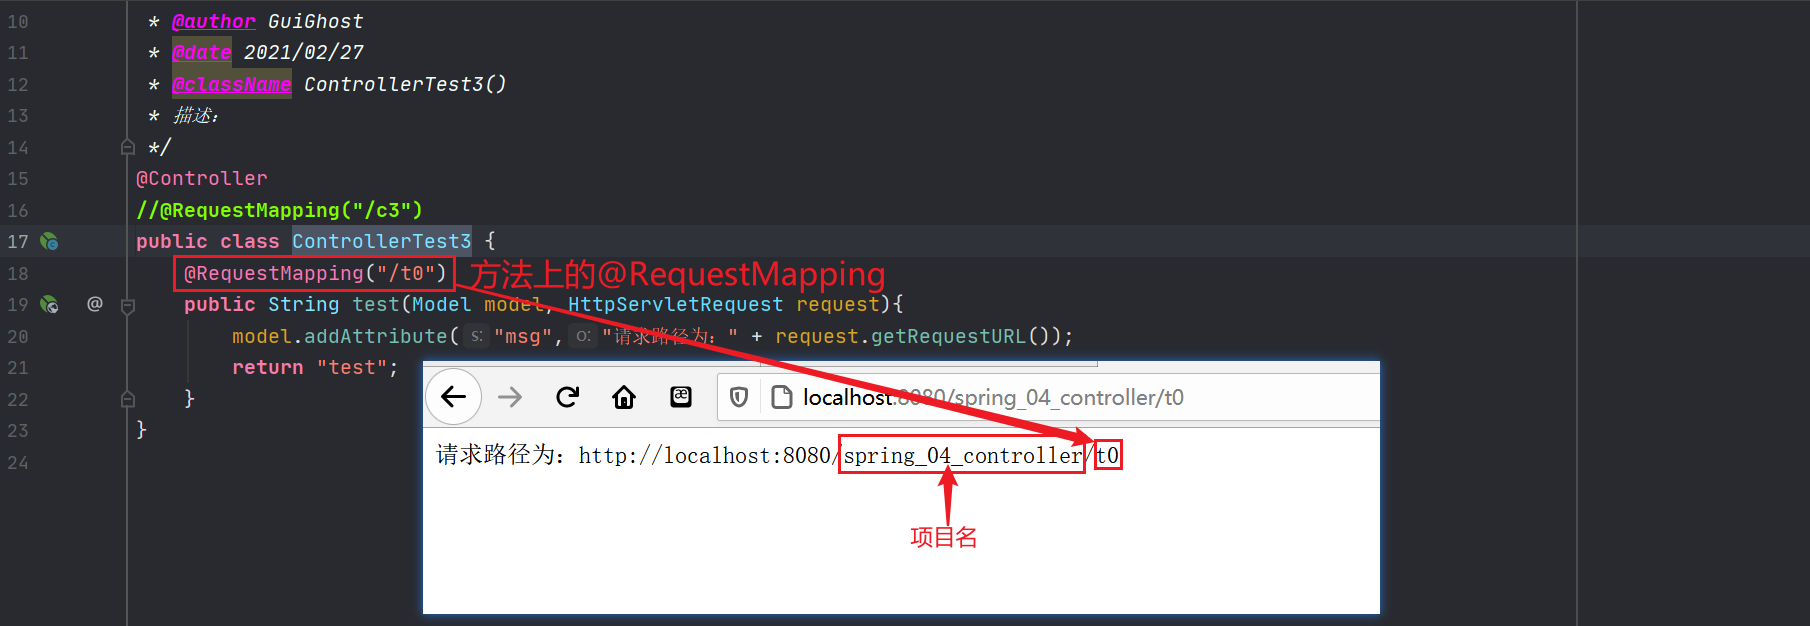 10 * @author GuiGhost
11 * @date 2021/02/27
12 * @className ControllerTest3()
13 * 描述:
14 */
15 @Controller
16 //@RequestMapping("/c3")
17 public class ControllerTest3 {
18 @RequestMapping("/t0") 方法上的@RequestMapping
19 @ public String test(Model model, HttpServletRequest request){
20 model.addAttribute( s: "msg", o: "请求路径为: " + request.getRequestURL());
21 return "test";
22 }
23 }
24
localhost:8080/spring_04_controller/t0
请求路径为: http://localhost:8080/spring_04_controller/t0
项目名